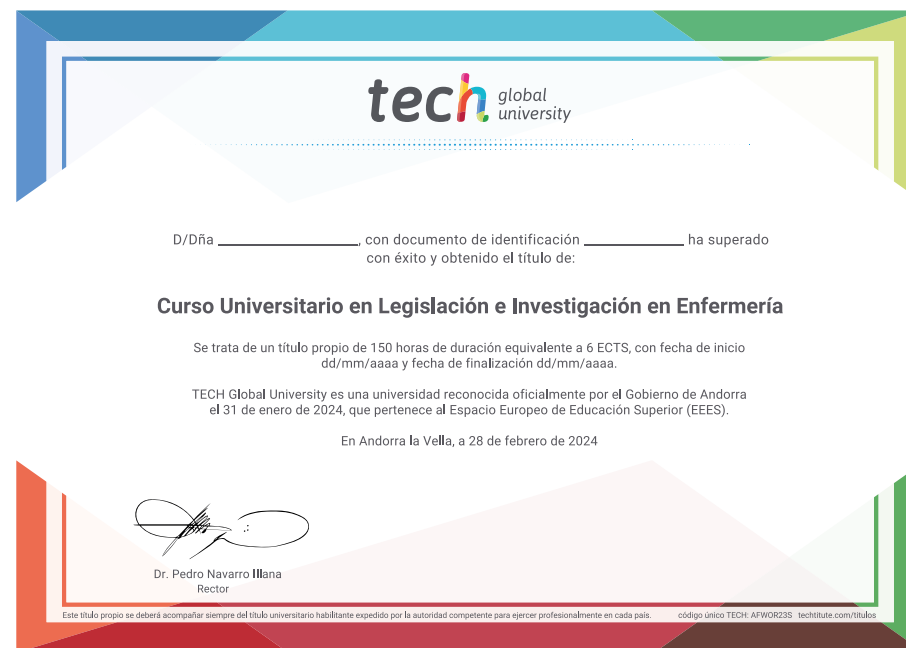 tech global
university
D/Dña ______________, con documento de identificación __________ ha superado
con éxito y obtenido el título de:
Curso Universitario en Legislación e Investigación en Enfermería
Se trata de un título propio de 150 horas de duración equivalente a 6 ECTS, con fecha de inicio
dd/mm/aaaa y fecha de finalización dd/mm/aaaa.
TECH Global University es una universidad reconocida oficialmente por el Gobierno de Andorra
el 31 de enero de 2024, que pertenece al Espacio Europeo de Educación Superior (EEES).
En Andorra la Vella, a 28 de febrero de 2024
Dr. Pedro Navarro Illana
Rector
Este título propio se deberá acompañar siempre del título universitario habilitante expedido por la autoridad competente para ejercer profesionalmente en cada país. código único TECH: AFWOR23S techtitute.com/titulos